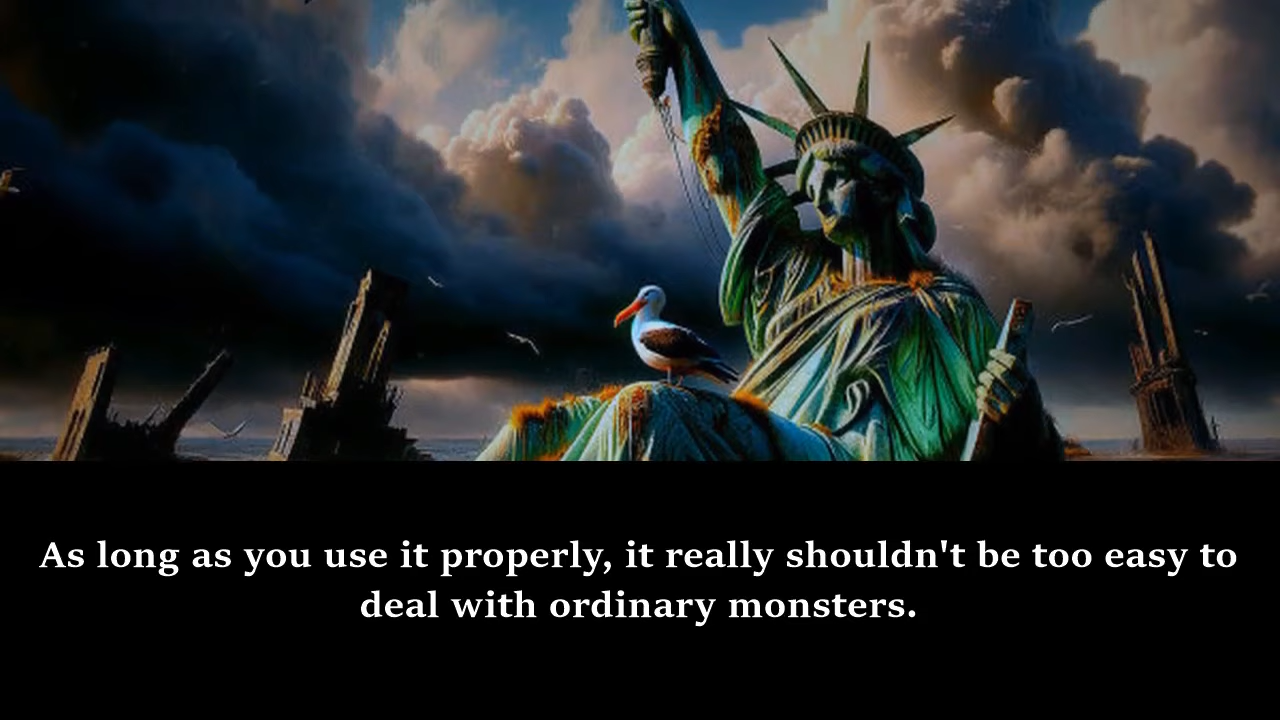 As long as you use it properly, it really shouldn't be too easy to
deal with ordinary monsters.